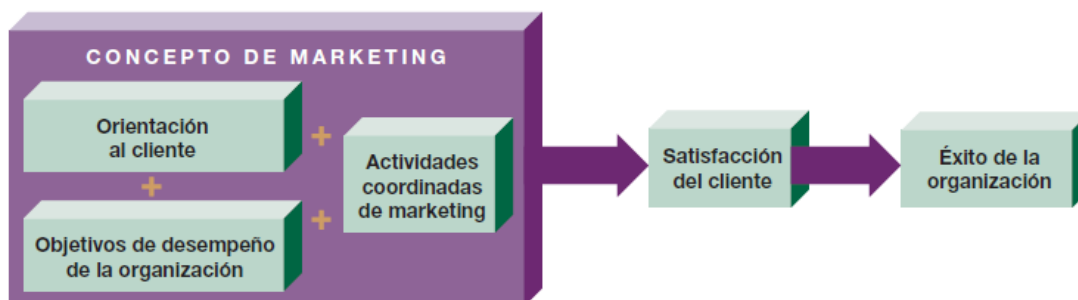 CONCEPTO DE MARKETING
Orientación
al cliente
+
+
Actividades
coordinadas
de marketing
+
+
Objetivos de desempeño
de la organización
Satisfacción
del cliente
Éxito de la
organización